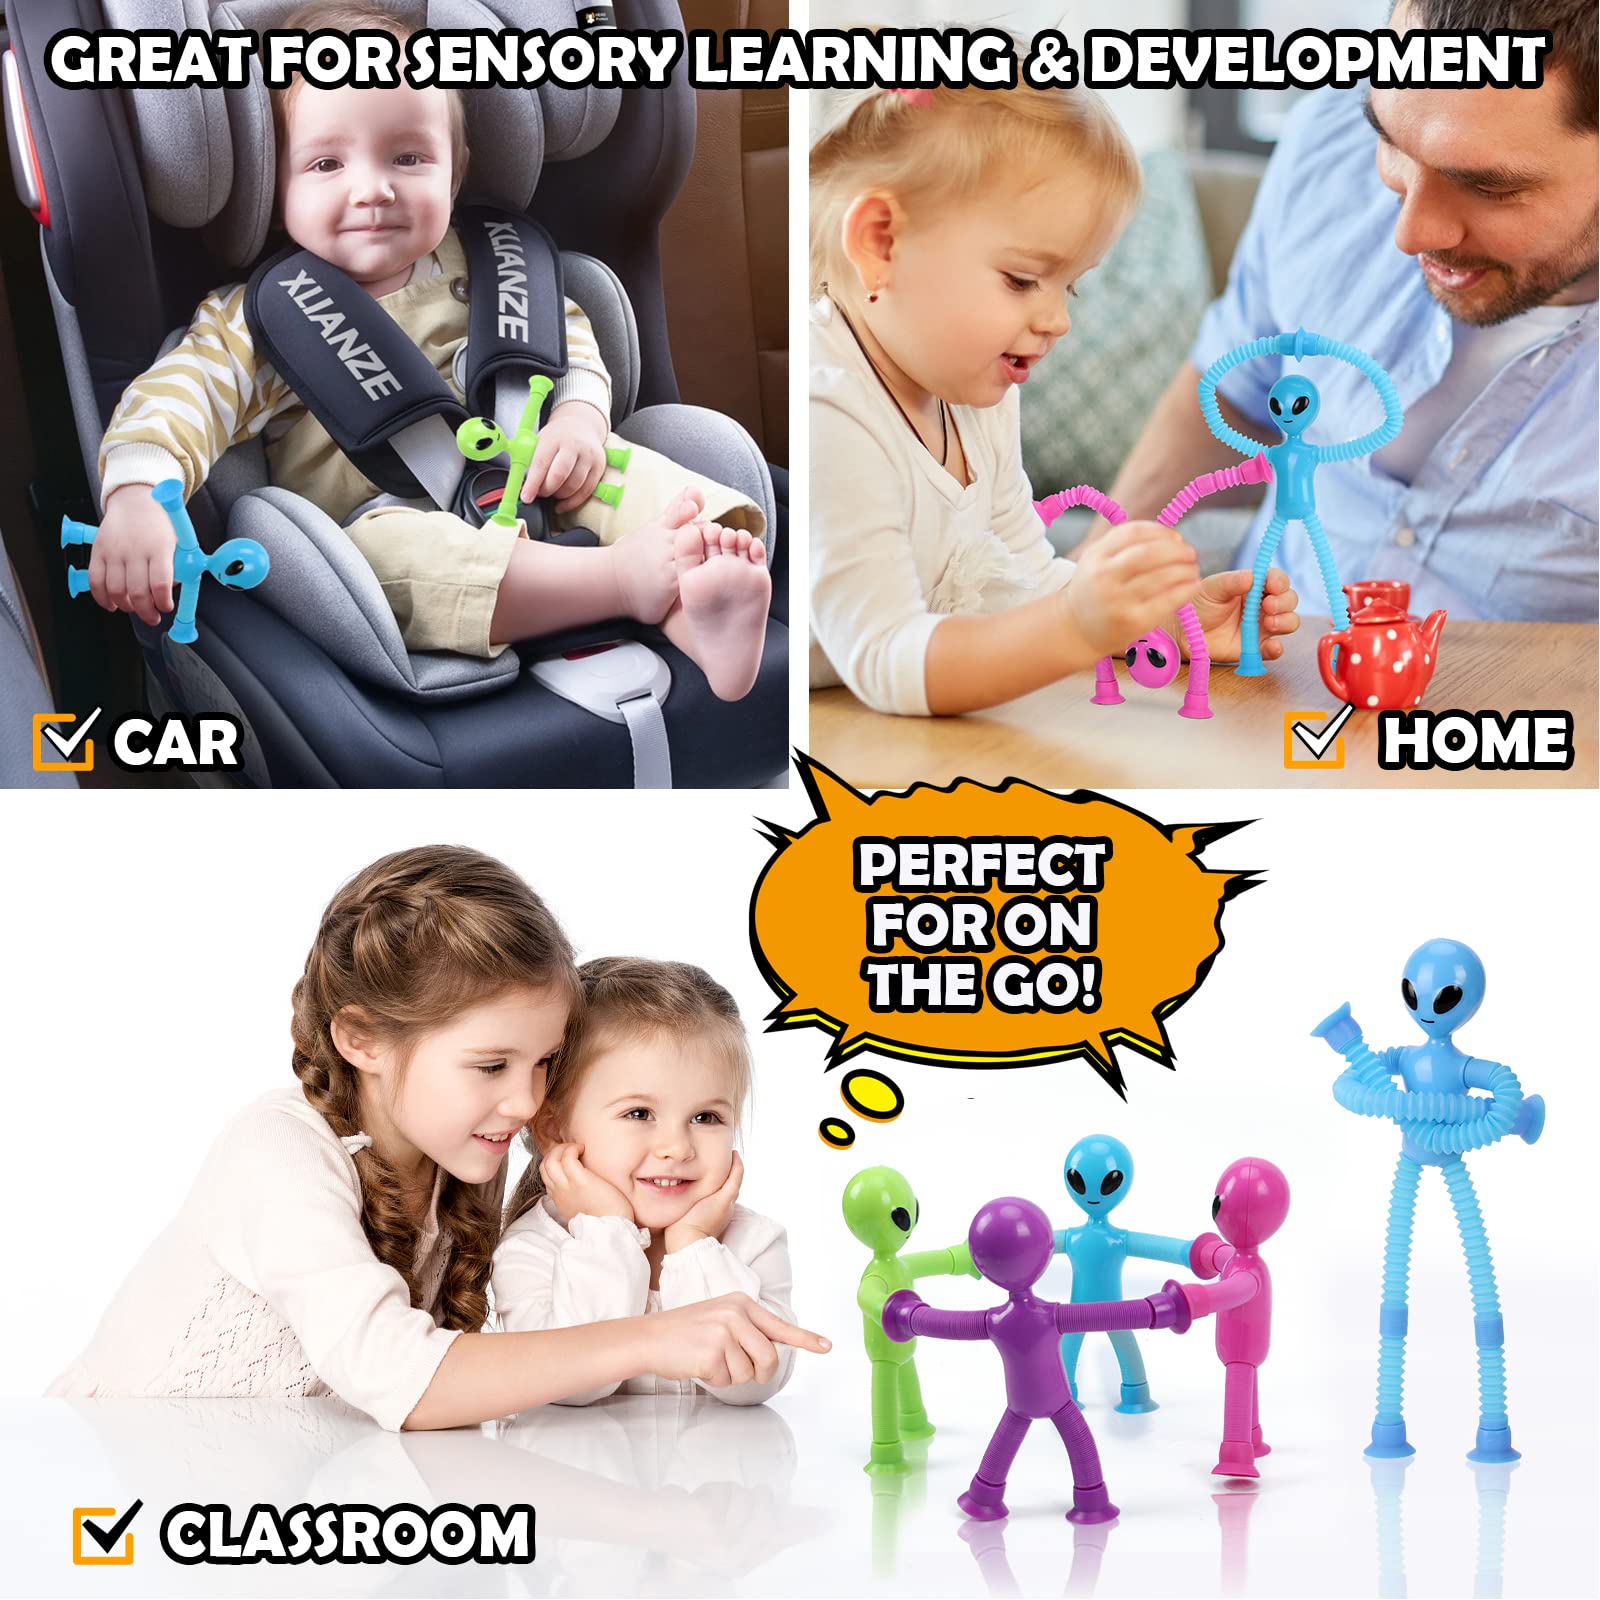 GREAT FOR SENSORY LEARNING & DEVELOPMENT
XLIANZE
XLIANZE
CAR
HOME
PERFECT
FOR ON
THE GO!
CLASSROOM